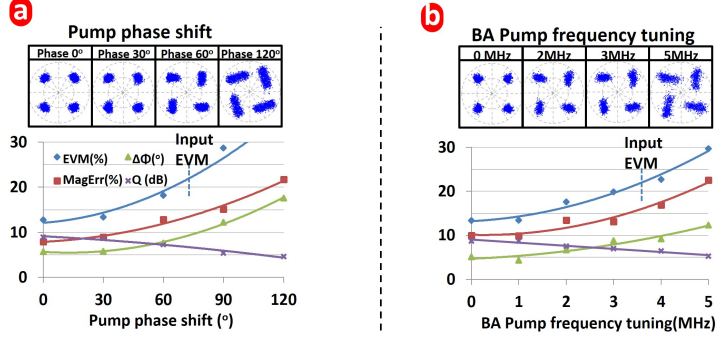 a
Pump phase shift
Phase 0° Phase 30° Phase 60° Phase 120°
Input
EVM
EVM(%) ΔΦ(°)
MagErr(%) Q (dB)
30
20
10
0
0 30 60 90 120
Pump phase shift (°)
b
BA Pump frequency tuning
0 MHz 2MHz 3MHz 5MHz
Input
EVM
30
20
10
0
0 1 2 3 4 5
BA Pump frequency tuning(MHz)